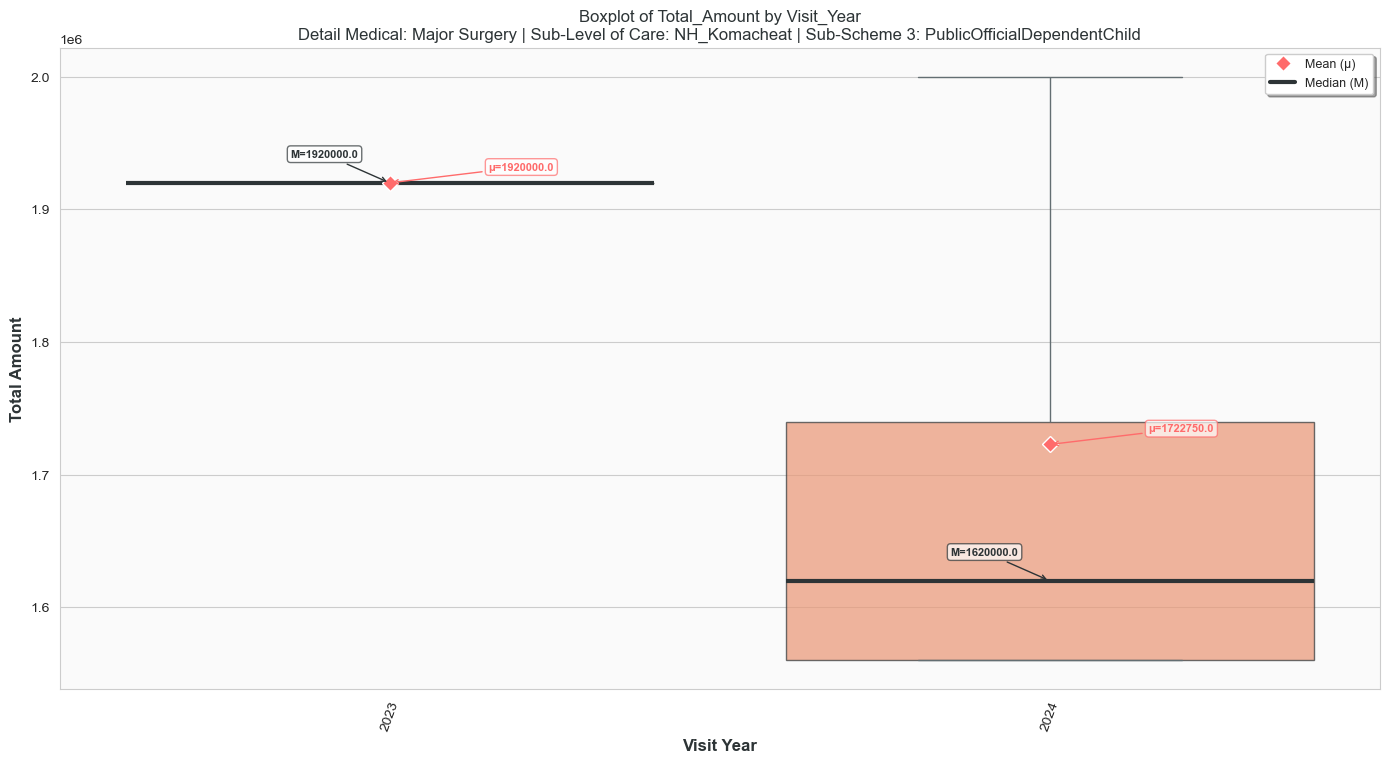 Boxplot of Total_Amount by Visit_Year
Detail Medical: Major Surgery | Sub-Level of Care: NH_Komacheat | Sub-Scheme 3: PublicOfficialDependentChild
1e6
Mean (μ)
Median (M)
2.0
1.9
1.8
1.7
1.6
Total Amount
M=1920000.0
μ=1920000.0
μ=1722750.0
M=1620000.0
2023
2024
Visit Year